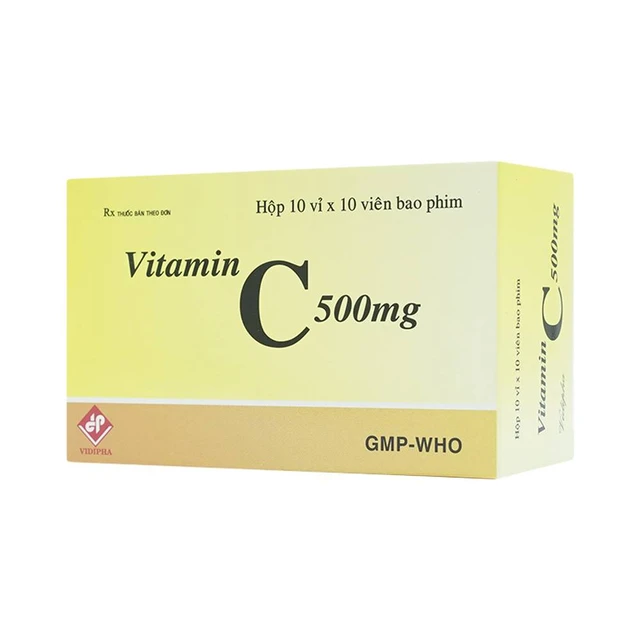 Rx THUỐC BÁN THEO ĐƠN
Hộp 10 vỉ x 10 viên bao phim
Vitamin C 500mg
VIDIPHA
GMP-WHO
Hộp 10 vỉ x 10 viên bao phim
Vitamin C 500mg
Vidipha